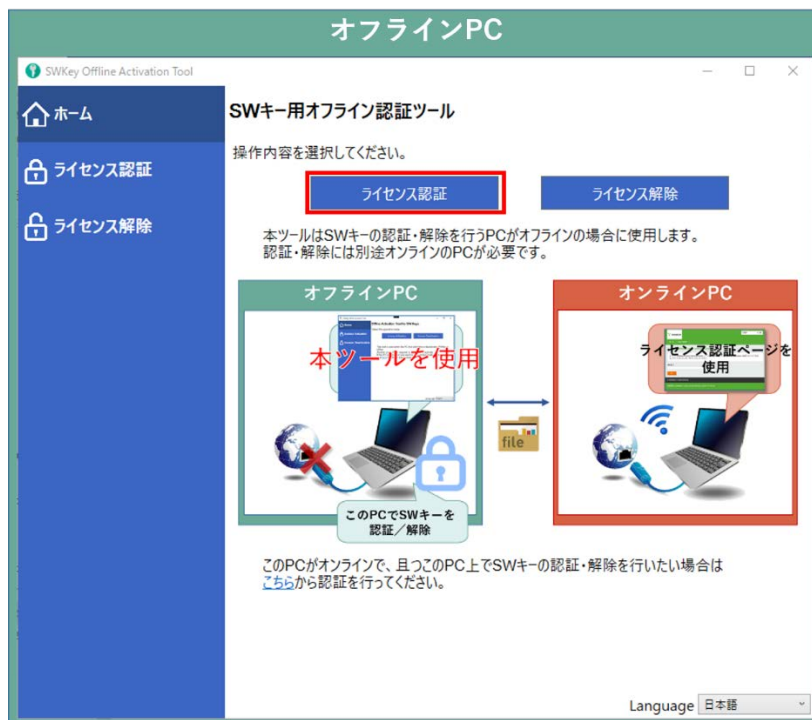 オフラインPC
SWKey Offline Activation Tool
ホーム
ライセンス認証
ライセンス解除
SWキー用オフライン認証ツール
操作内容を選択してください。
ライセンス認証
ライセンス解除
本ツールはSWキーの認証・解除を行うPCがオフラインの場合に使用します。
認証・解除には別途オンラインのPCが必要です。
オフラインPC
本ツールを使用
このPCでSWキーを
認証／解除
file
オンラインPC
ライセンス認証ページを
使用
このPCがオンラインで、且つこのPC上でSWキーの認証・解除を行いたい場合は
こちらから認証を行ってください。
Language 日本語